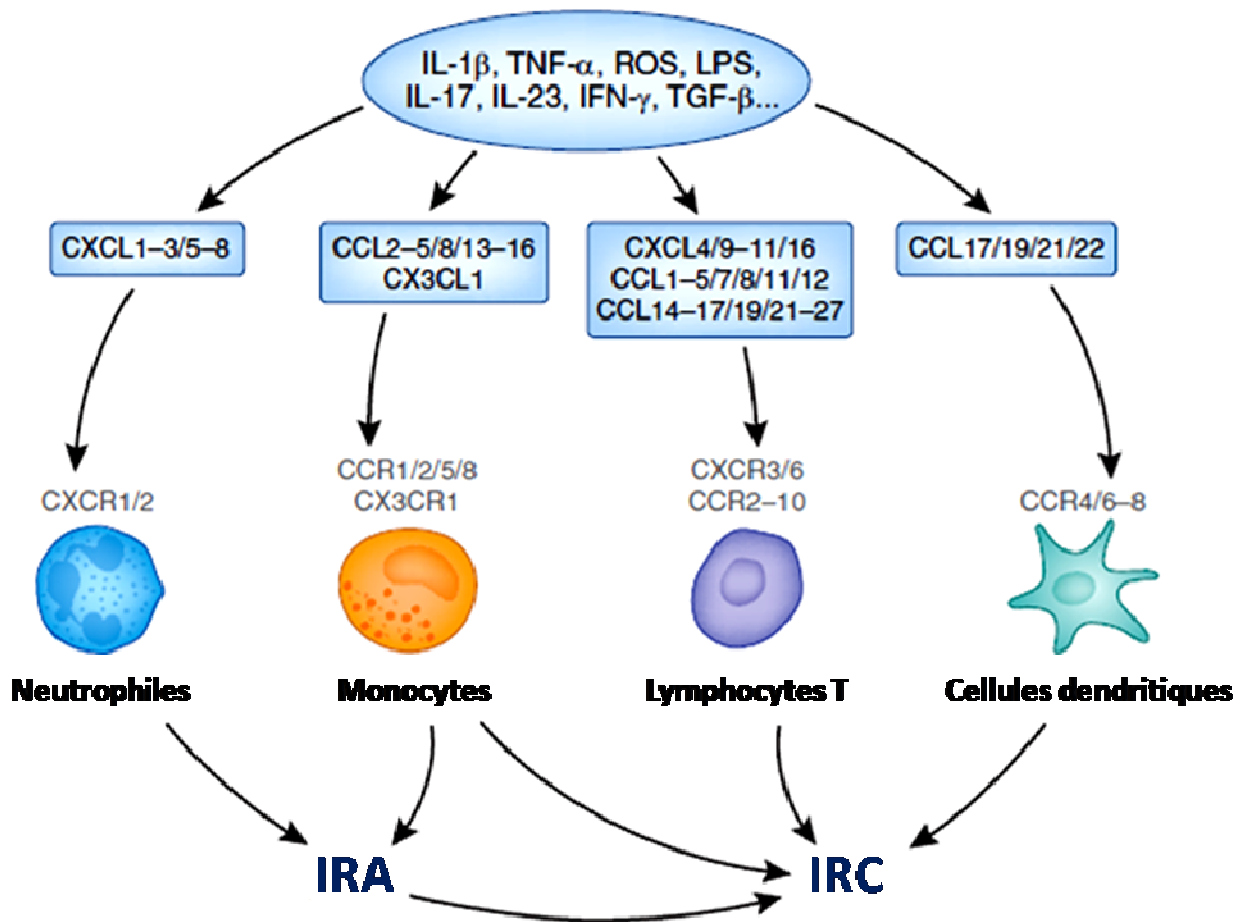 IL-1β, TNF-α, ROS, LPS,
IL-17, IL-23, IFN-γ, TGF-β...
CXCL1–3/5–8
CCL2–5/8/13–16
CX3CL1
CXCL4/9–11/16
CCL1–5/7/8/11/12
CCL14–17/19/21–27
CCL17/19/21/22
CXCR1/2
CCR1/2/5/8
CX3CR1
CXCR3/6
CCR2–10
CCR4/6–8
Neutrophiles
Monocytes
Lymphocytes T
Cellules dendritiques
IRA
IRC